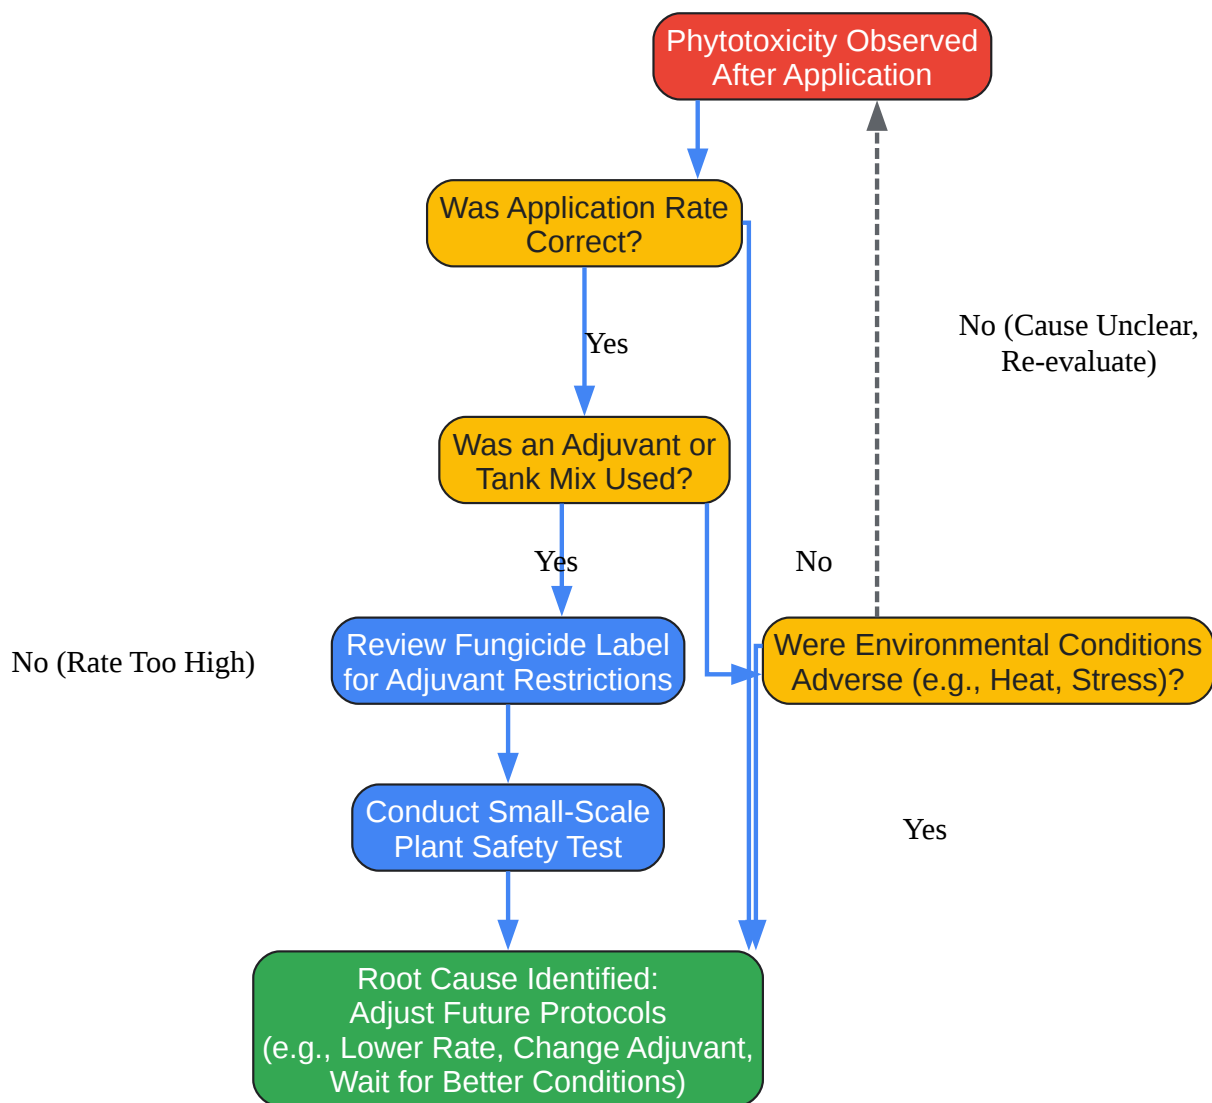 Phytotoxicity Observed
After Application
Was Application Rate
Correct?
No (Cause Unclear,
Re-evaluate)
Yes
Was an Adjuvant or
Tank Mix Used?
Yes
No
Review Fungicide Label
for Adjuvant Restrictions
Were Environmental Conditions
Adverse (e.g., Heat, Stress)?
No (Rate Too High)
Conduct Small-Scale
Plant Safety Test
Yes
Root Cause Identified:
Adjust Future Protocols
(e.g., Lower Rate, Change Adjuvant,
Wait for Better Conditions)